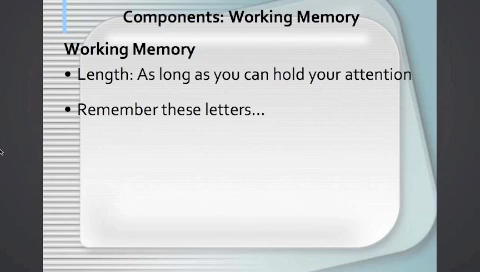 Components: Working Memory
Working Memory
• Length: As long as you can hold your attention
• Remember these letters...